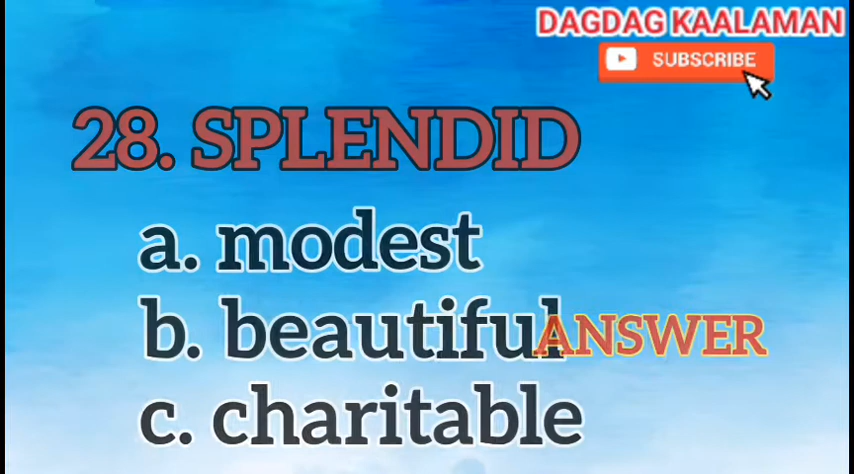 DAGDAG KAALAMAN
SUBSCRIBE
28. SPLENDID
a. modest
b. beautiful ANSWER
c. charitable